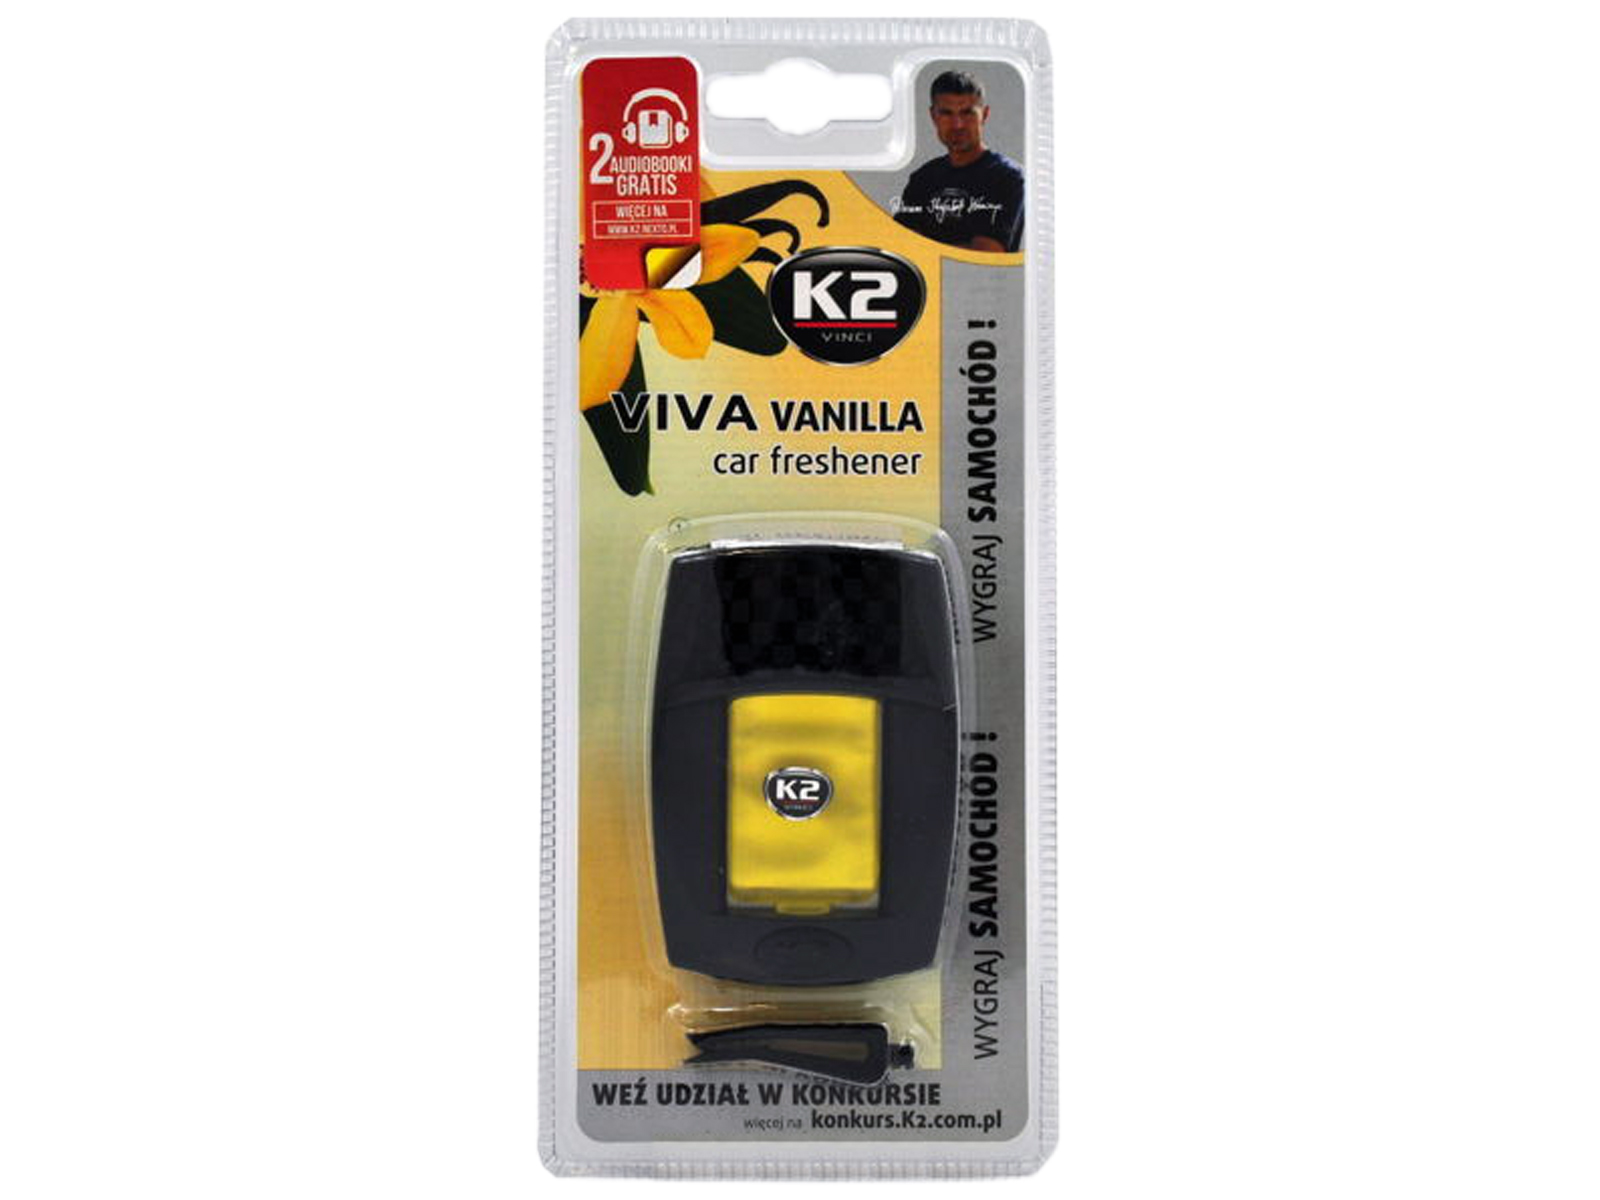 2 AUDIOBOOKI
GRATIS
WIĘCEJ NA
WWW.K2.NEXTO.PL
K2
VINCI
VIVA VANILLA
car freshener
WYGRAJ SAMOCHÓD !
WYGRAJ SAMOCHÓD !
K2
VINCI
WEŹ UDZIAŁ W KONKURSIE
więcej na konkurs.K2.com.pl